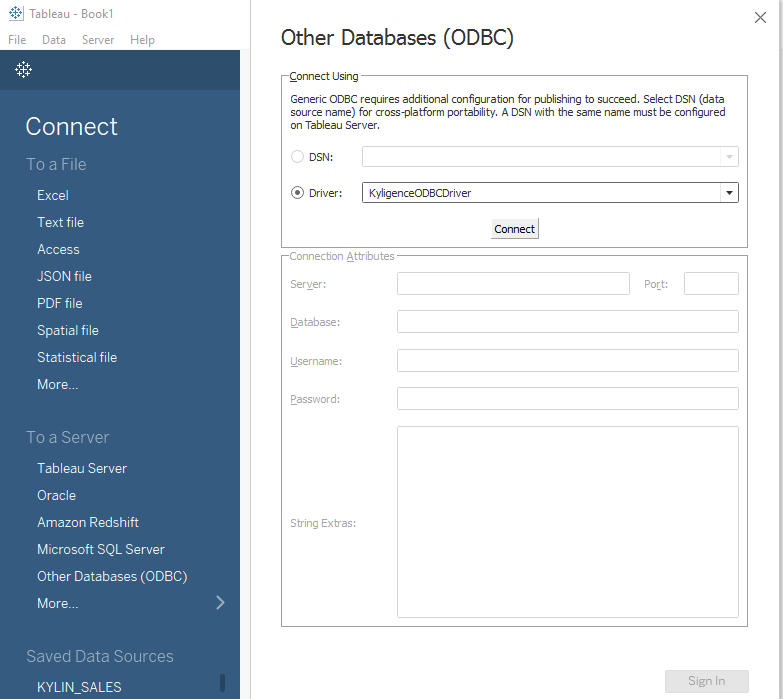 Tableau - Book1
File Data Server Help
Connect
To a File
Excel
Text file
Access
JSON file
PDF file
Spatial file
Statistical file
More...
To a Server
Tableau Server
Oracle
Amazon Redshift
Microsoft SQL Server
Other Databases (ODBC)
More...
Saved Data Sources
KYLIN_SALES
Other Databases (ODBC)
Connect Using
Generic ODBC requires additional configuration for publishing to succeed. Select DSN (data
source name) for cross-platform portability. A DSN with the same name must be configured
on Tableau Server.
DSN:
Driver: KyligenceODBCDriver
Connect
Connection Attributes
Server: Port:
Database:
Username:
Password:
String Extras:
Sign In